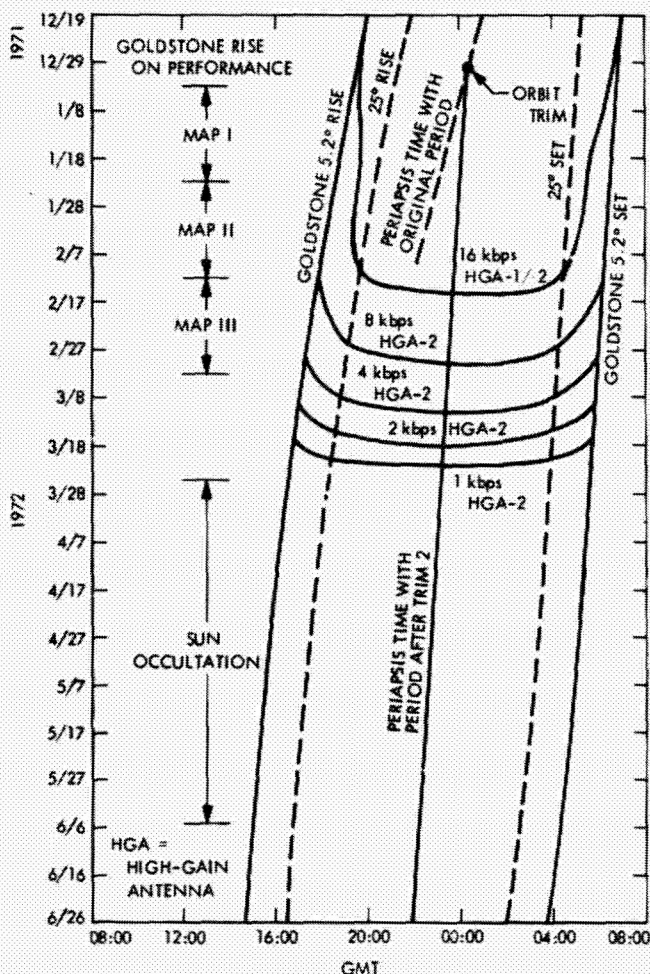 1971
12/19
12/29
1/8
1/18
1/28
2/7
2/17
2/27
3/8
3/18
3/28
4/7
4/17
4/27
5/7
5/17
5/27
6/6
6/16
6/26
1972
GOLDSTONE RISE
ON PERFORMANCE
MAP I
MAP II
MAP III
SUN
OCCULTATION
HGA =
HIGH-GAIN
ANTENNA
GOLDSTONE 5.2° RISE
25° RISE
PERIAPSIS TIME WITH
ORIGINAL PERIOD
ORBIT
TRIM
25° SET
GOLDSTONE 5.2° SET
16 kbps
HGA-1/2
8 kbps
HGA-2
4 kbps
HGA-2
2 kbps HGA-2
1 kbps
HGA-2
PERIAPSIS TIME WITH
PERIOD AFTER TRIM 2
08:00 12:00 16:00 20:00 00:00 04:00 08:00
GMT